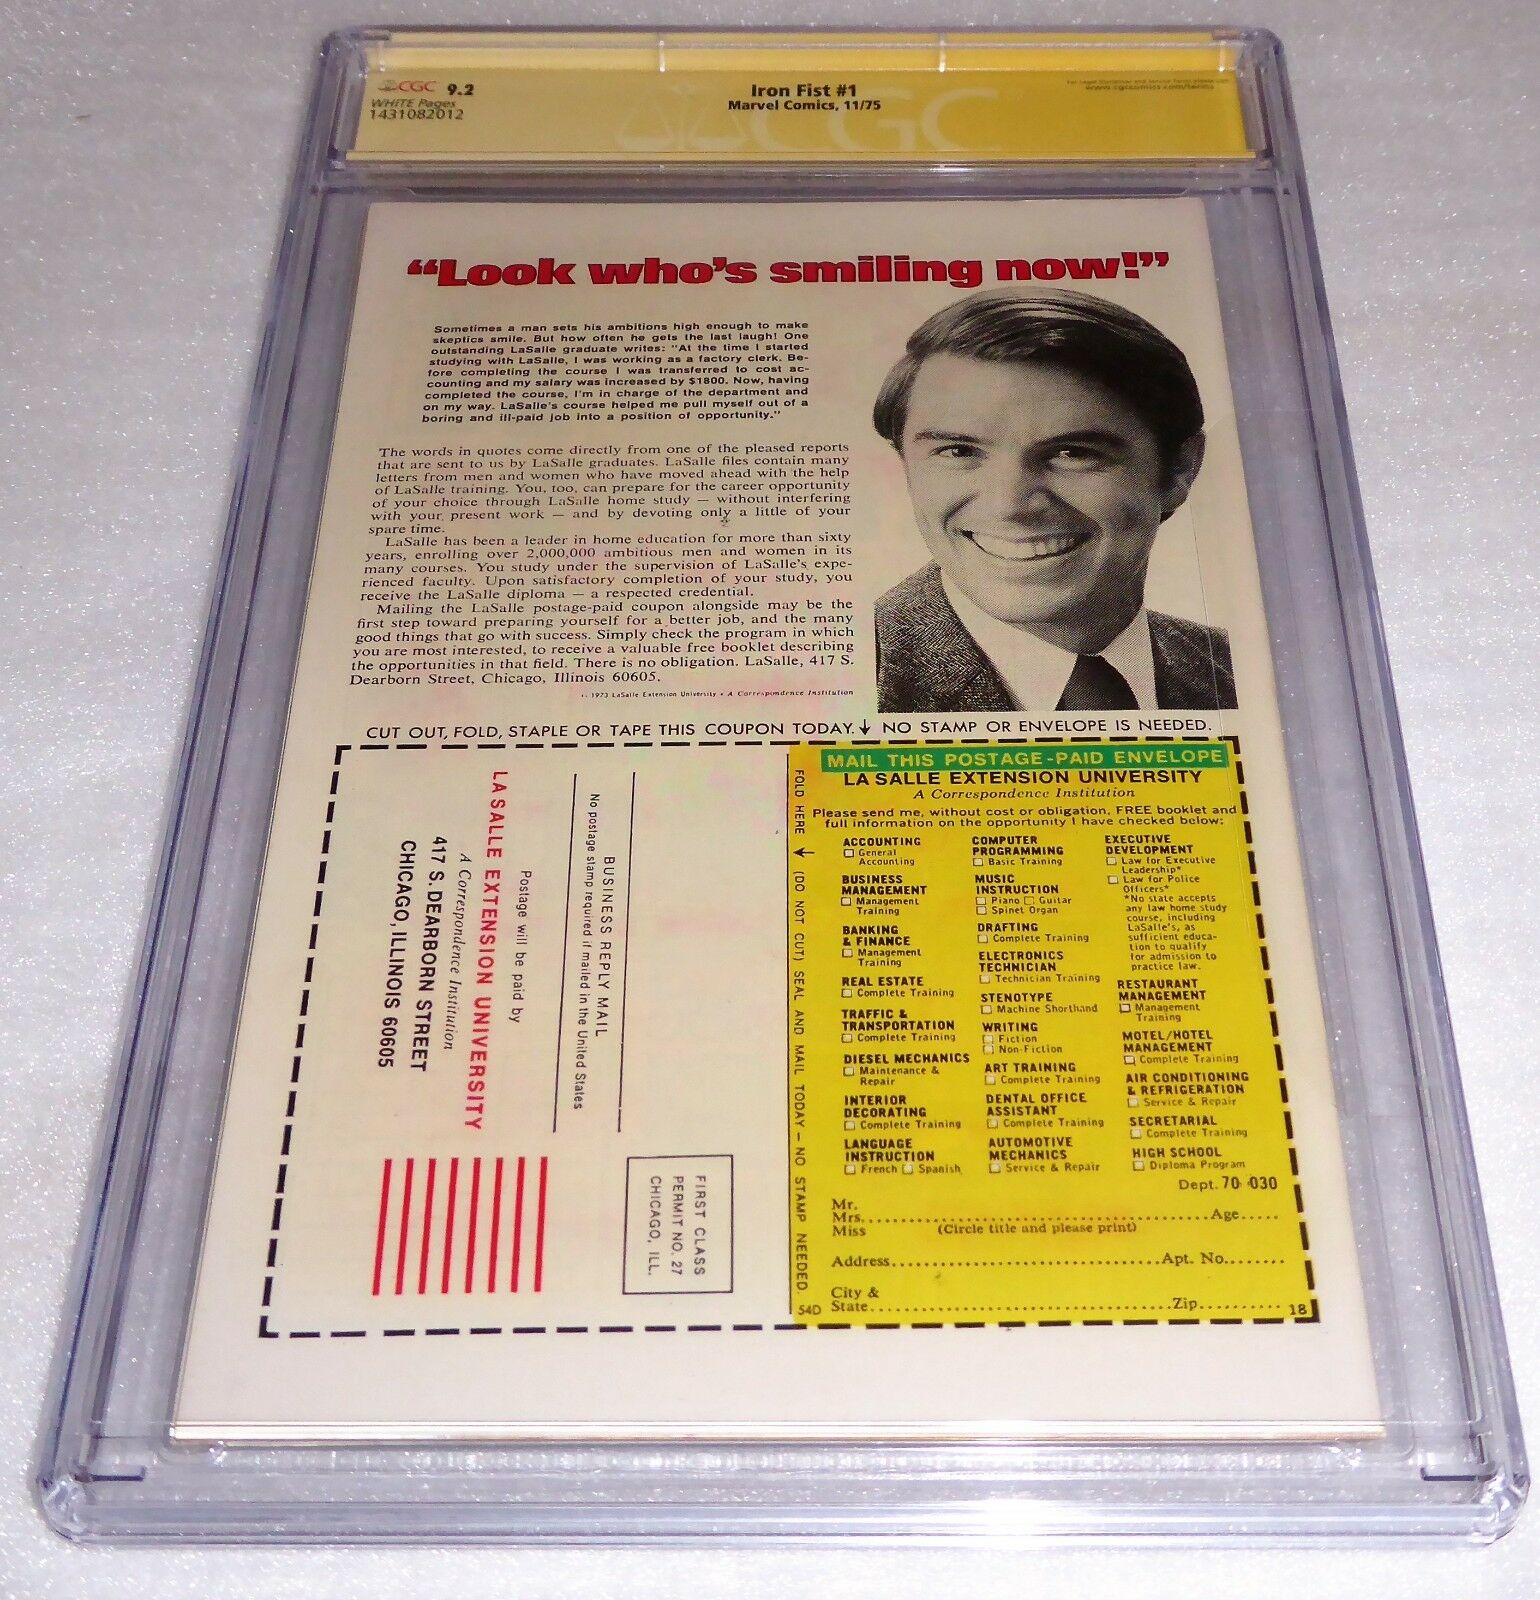 CGC 9.2
WHITE Pages
1431082012
Iron Fist #1
Marvel Comics, 11/75
www.cgccomics.com/terms
CGC
“Look who's smiling now!”
Sometimes a man sets his ambitions high enough to make
skeptics smile. But how often he gets the last laugh! One
outstanding LaSalle graduate writes: "At the time I started
studying with LaSalle, I was working as a factory clerk. Be-
fore completing the course I was transferred to cost ac-
counting and my salary was increased by $1800. Now, having
completed the course, I'm in charge of the department and
on my way. LaSalle's course helped me pull myself out of a
boring and ill-paid job into a position of opportunity."
The words in quotes come directly from one of the pleased reports
that are sent to us by LaSalle graduates. LaSalle files contain many
letters from men and women who have moved ahead with the help
of LaSalle training. You, too, can prepare for the career opportunity
of your choice through LaSalle home study — without interfering
with your present work — and by devoting only a little of your
spare time.
LaSalle has been a leader in home education for more than sixty
years, enrolling over 2,000,000 ambitious men and women in its
many courses. You study under the supervision of LaSalle's expe-
rienced faculty. Upon satisfactory completion of your study, you
receive the LaSalle diploma — a respected credential.
Mailing the LaSalle postage-paid coupon alongside may be the
first step toward preparing yourself for a better job, and the many
good things that go with success. Simply check the program in which
you are most interested, to receive a valuable free booklet describing
the opportunities in that field. There is no obligation. LaSalle, 417 S.
Dearborn Street, Chicago, Illinois 60605.
1973 LaSalle Extension University • A Correspondence Institution
CUT OUT, FOLD, STAPLE OR TAPE THIS COUPON TODAY. ↓ NO STAMP OR ENVELOPE IS NEEDED.
BUSINESS REPLY MAIL
No postage stamp required if mailed in the United States
Postage will be paid by
LA SALLE EXTENSION UNIVERSITY
A Correspondence Institution
417 S. DEARBORN STREET
CHICAGO, ILLINOIS 60605
FIRST CLASS
PERMIT NO. 27
CHICAGO, ILL.
FOLD HERE ↓ (DO NOT CUT) SEAL AND MAIL TODAY — NO STAMP NEEDED.
MAIL THIS POSTAGE-PAID ENVELOPE
LA SALLE EXTENSION UNIVERSITY
A Correspondence Institution
Please send me, without cost or obligation, FREE booklet and
full information on the opportunity I have checked below:
ACCOUNTING
General
Accounting
BUSINESS
MANAGEMENT
Management
Training
BANKING
& FINANCE
Management
Training
REAL ESTATE
Complete Training
TRAFFIC &
TRANSPORTATION
Complete Training
DIESEL MECHANICS
Maintenance &
Repair
INTERIOR
DECORATING
Complete Training
LANGUAGE
INSTRUCTION
French Spanish
COMPUTER
PROGRAMMING
Basic Training
MUSIC
INSTRUCTION
Piano Guitar
Spinet Organ
DRAFTING
Complete Training
ELECTRONICS
TECHNICIAN
Technician Training
STENOTYPE
Machine Shorthand
WRITING
Fiction
Non-Fiction
ART TRAINING
Complete Training
DENTAL OFFICE
ASSISTANT
Complete Training
AUTOMOTIVE
MECHANICS
Service & Repair
EXECUTIVE
DEVELOPMENT
Law for Executive
Leadership*
Law for Police
Officers*
*No state accepts
any law home study
course, including
LaSalle's, as
sufficient educa-
tion to qualify
for admission to
practice law.
RESTAURANT
MANAGEMENT
Management
Training
MOTEL/HOTEL
MANAGEMENT
Complete Training
AIR CONDITIONING
& REFRIGERATION
Service & Repair
SECRETARIAL
Complete Training
HIGH SCHOOL
Diploma Program
Dept. 70-030
Mr.
Mrs.............Age.....
Miss (Circle title and please print)
Address.............Apt. No........
City &
State.............Zip..........
54D
18